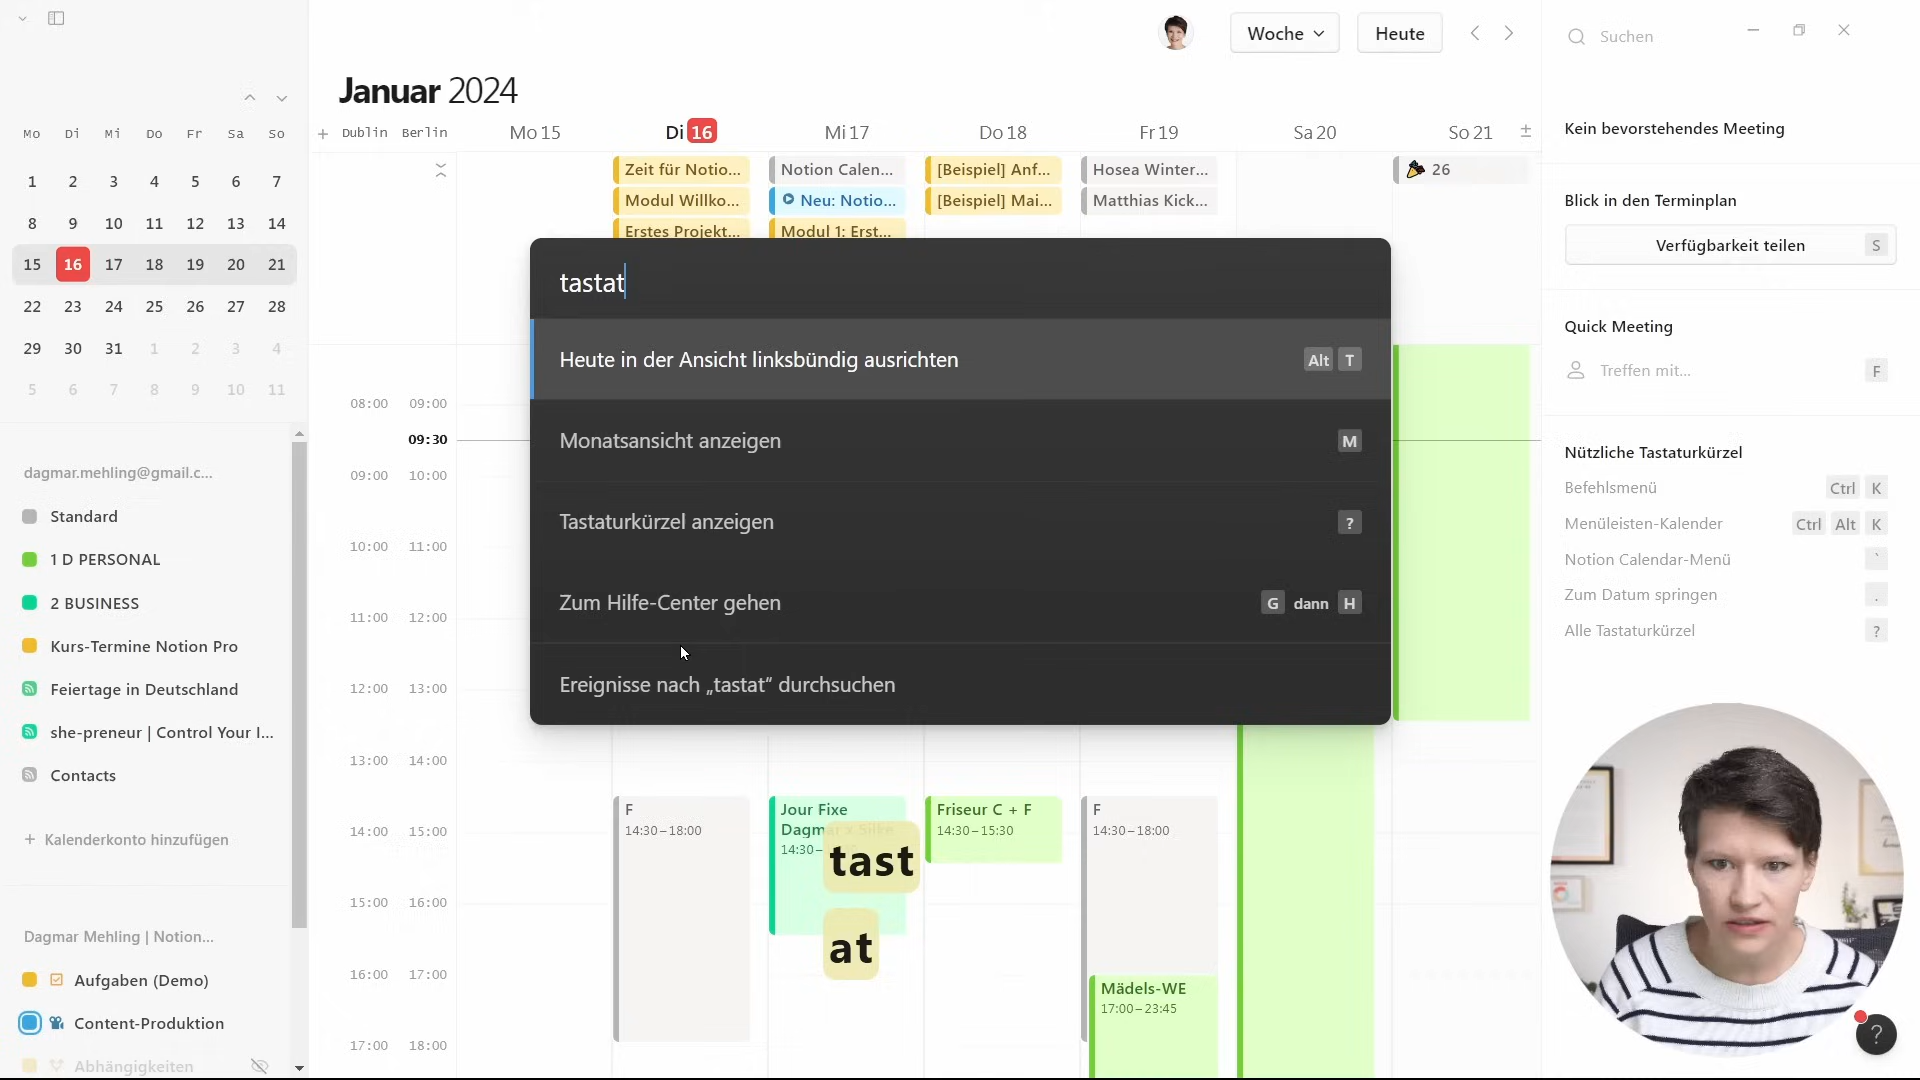 Woche
Heute
Suchen
Januar 2024
Mo Di Mi Do Fr Sa So
1 2 3 4 5 6 7
8 9 10 11 12 13 14
15 16 17 18 19 20 21
22 23 24 25 26 27 28
29 30 31 1 2 3 4
5 6 7 8 9 10 11
dagmar.mehling@gmail.c...
Standard
1 D PERSONAL
2 BUSINESS
Kurs-Termine Notion Pro
Feiertage in Deutschland
she-preneur | Control Your I...
Contacts
+ Kalenderkonto hinzufügen
Dagmar Mehling | Notion...
Aufgaben (Demo)
Content-Produktion
Abhängigkeiten
+ Dublin Berlin Mo 15 Di 16 Mi 17 Do 18 Fr 19 Sa 20 So 21
Zeit für Notio... Notion Calen... [Beispiel] Anf... Hosea Winter... 26
Modul Willko... Neu: Notio... [Beispiel] Mai... Matthias Kick...
Erstes Projekt... Modul 1: Erst...
tastat
Heute in der Ansicht linksbündig ausrichten Alt T
Monatsansicht anzeigen M
Tastaturkürzel anzeigen ?
Zum Hilfe-Center gehen G dann H
Ereignisse nach „tastat“ durchsuchen
08:00 09:00
09:30
09:00 10:00
10:00 11:00
11:00 12:00
12:00 13:00
13:00 14:00
14:00 15:00
15:00 16:00
16:00 17:00
17:00 18:00
F
14:30–18:00
Jour Fixe
Dagmar x Silke
14:30–
Friseur C + F
14:30–15:30
F
14:30–18:00
Mädels-WE
17:00–23:45
tast
at
Kein bevorstehendes Meeting
Blick in den Terminplan
Verfügbarkeit teilen S
Quick Meeting
Treffen mit... F
Nützliche Tastaturkürzel
Befehlsmenü Ctrl K
Menüleisten-Kalender Ctrl Alt K
Notion Calendar-Menü `
Zum Datum springen .
Alle Tastaturkürzel ?
?